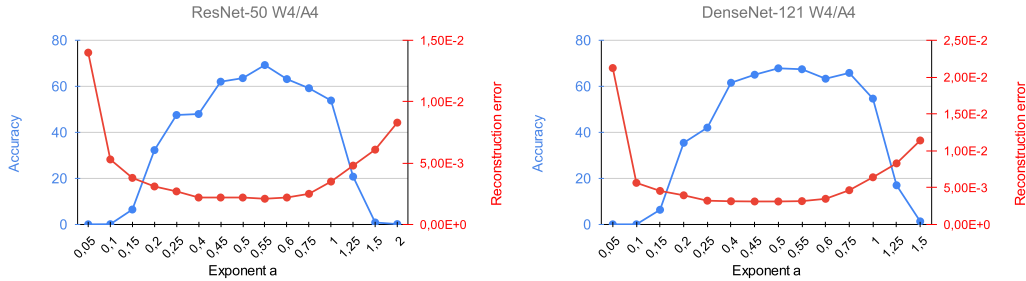 ResNet-50 W4/A4
80
60
40
20
0
Accuracy
1,50E-2
1,00E-2
5,00E-3
0,00E+0
Reconstruction error
0,05 0,1 0,15 0,2 0,25 0,4 0,45 0,5 0,55 0,6 0,75 1 1,25 1,5 2
Exponent a
DenseNet-121 W4/A4
80
60
40
20
0
Accuracy
2,50E-2
2,00E-2
1,50E-2
1,00E-2
5,00E-3
0,00E+0
Reconstruction error
0,05 0,1 0,15 0,2 0,25 0,4 0,45 0,5 0,55 0,6 0,75 1 1,25 1,5
Exponent a